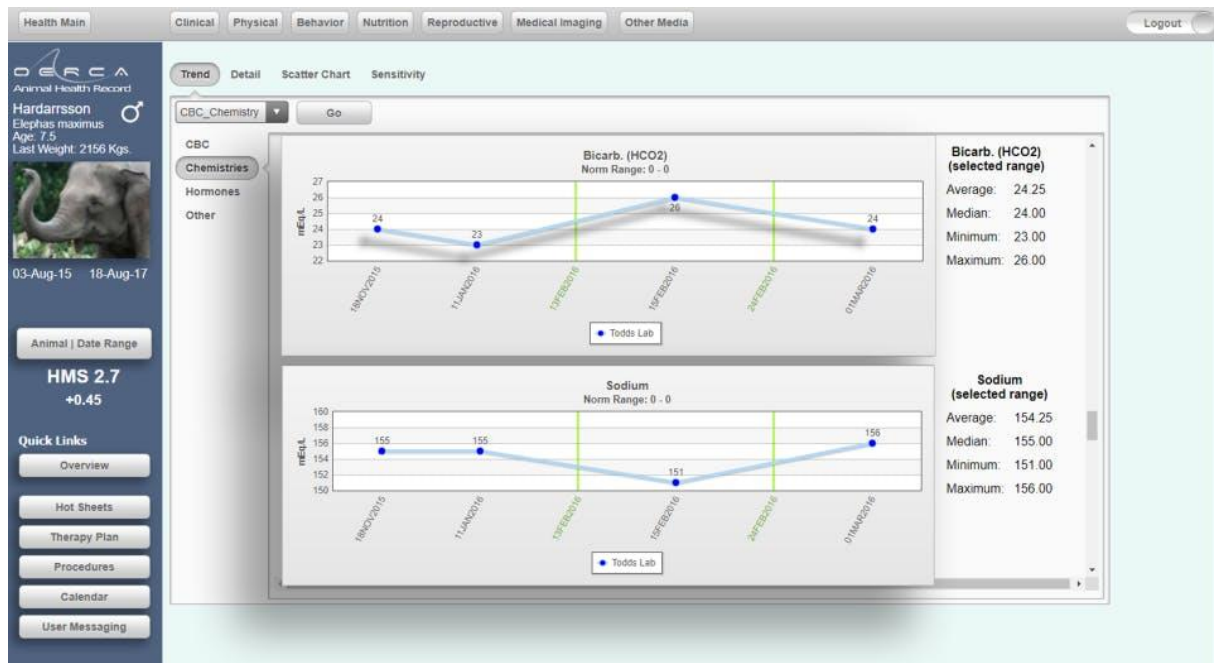 Health Main
Clinical Physical Behavior Nutrition Reproductive Medical Imaging Other Media
Logout
OERCA
Animal Health Record
Hardarrsson
Elephas maximus
Age: 7.5
Last Weight: 2156 Kgs.
03-Aug-15 18-Aug-17
Animal | Date Range
HMS 2.7
+0.45
Quick Links
Overview
Hot Sheets
Therapy Plan
Procedures
Calendar
User Messaging
Trend Detail Scatter Chart Sensitivity
CBC_Chemistry Go
CBC
Chemistries
Hormones
Other
Bicarb. (HCO2)
Norm Range: 0 - 0
mEq/L
27
26
25
24
23
22
24 23 26 24
18NOV2015 11JAN2016 13FEB2016 15FEB2016 24FEB2016 01MAR2016
Todds Lab
Bicarb. (HCO2)
(selected range)
Average: 24.25
Median: 24.00
Minimum: 23.00
Maximum: 26.00
Sodium
Norm Range: 0 - 0
mEq/L
160
158
156
154
152
150
155 155 151 156
18NOV2015 11JAN2016 13FEB2016 15FEB2016 24FEB2016 01MAR2016
Todds Lab
Sodium
(selected range)
Average: 154.25
Median: 155.00
Minimum: 151.00
Maximum: 156.00